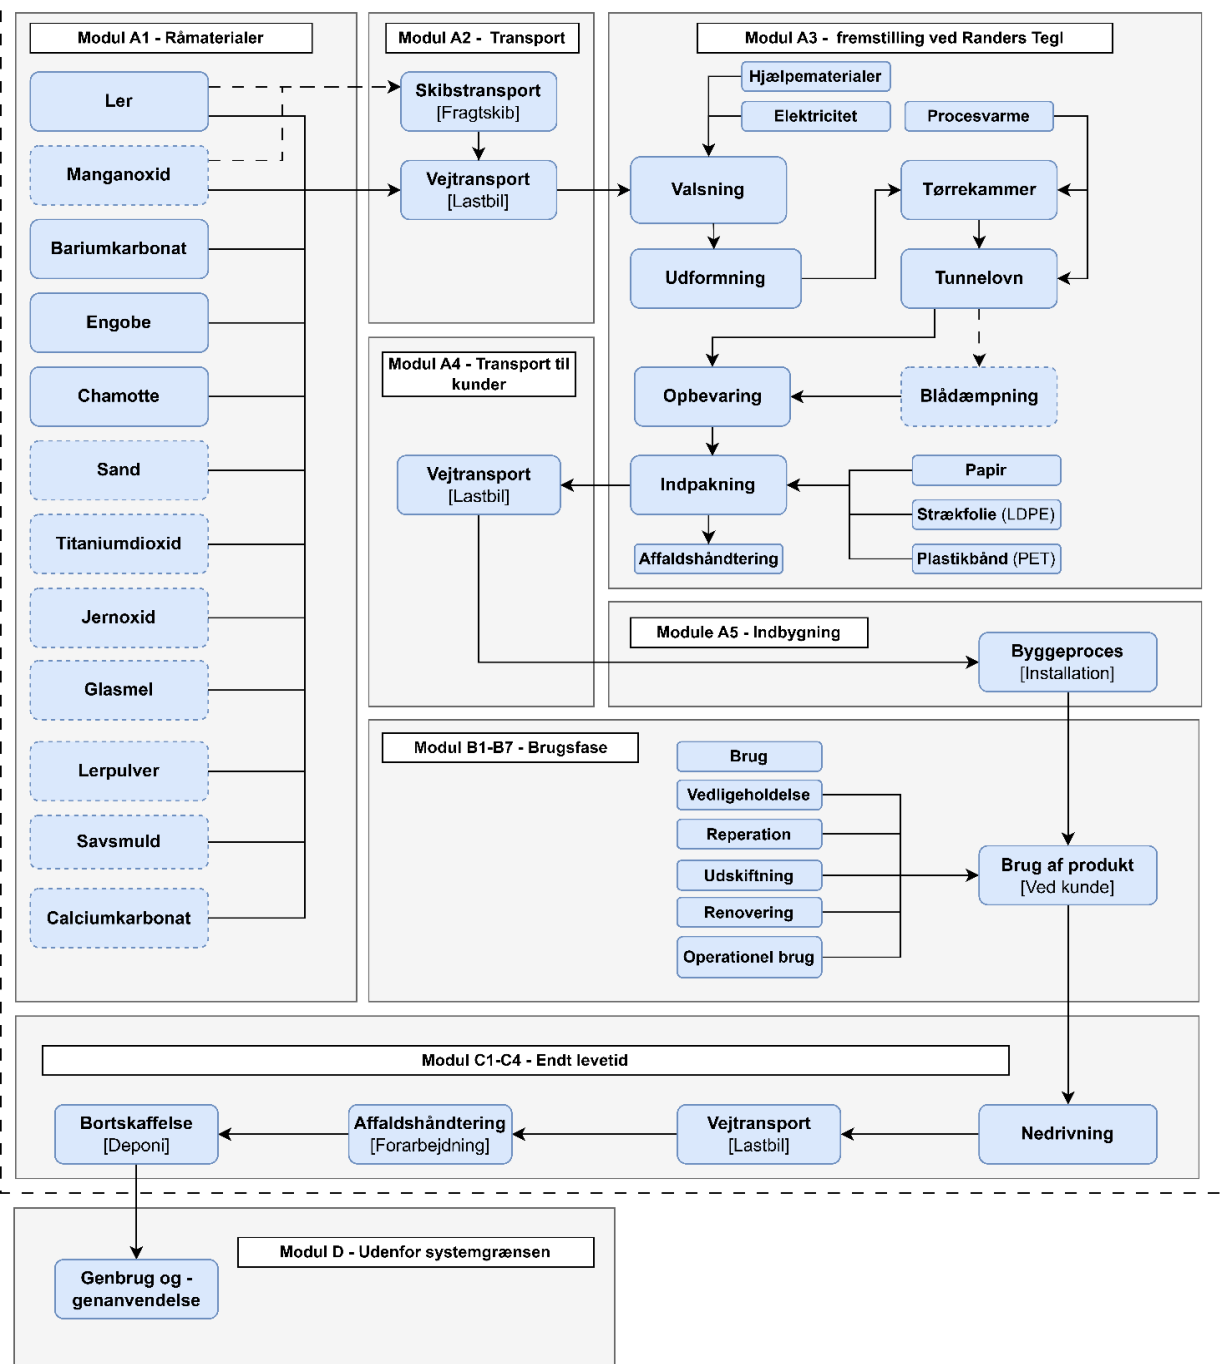 Modul A1 - Råmaterialer
Ler
Manganoxid
Bariumkarbonat
Engobe
Chamotte
Sand
Titaniumdioxid
Jernoxid
Glasmel
Lerpulver
Savsmuld
Calciumkarbonat
Modul A2 - Transport
Skibstransport
[Fragtskib]
Vejtransport
[Lastbil]
Modul A3 - fremstilling ved Randers Tegl
Hjælpematerialer
Elektricitet
Procesvarme
Valsning
Tørrekammer
Udformning
Tunnelovn
Opbevaring
Blådæmpning
Indpakning
Papir
Strækfolie (LDPE)
Plastikbånd (PET)
Affaldshåndtering
Modul A4 - Transport til
kunder
Vejtransport
[Lastbil]
Module A5 - Indbygning
Byggeproces
[Installation]
Modul B1-B7 - Brugsfase
Brug
Vedligeholdelse
Reperation
Udskiftning
Renovering
Operationel brug
Brug af produkt
[Ved kunde]
Modul C1-C4 - Endt levetid
Bortskaffelse
[Deponi]
Affaldshåndtering
[Forarbejdning]
Vejtransport
[Lastbil]
Nedrivning
Modul D - Udenfor systemgrænsen
Genbrug og -
genanvendelse